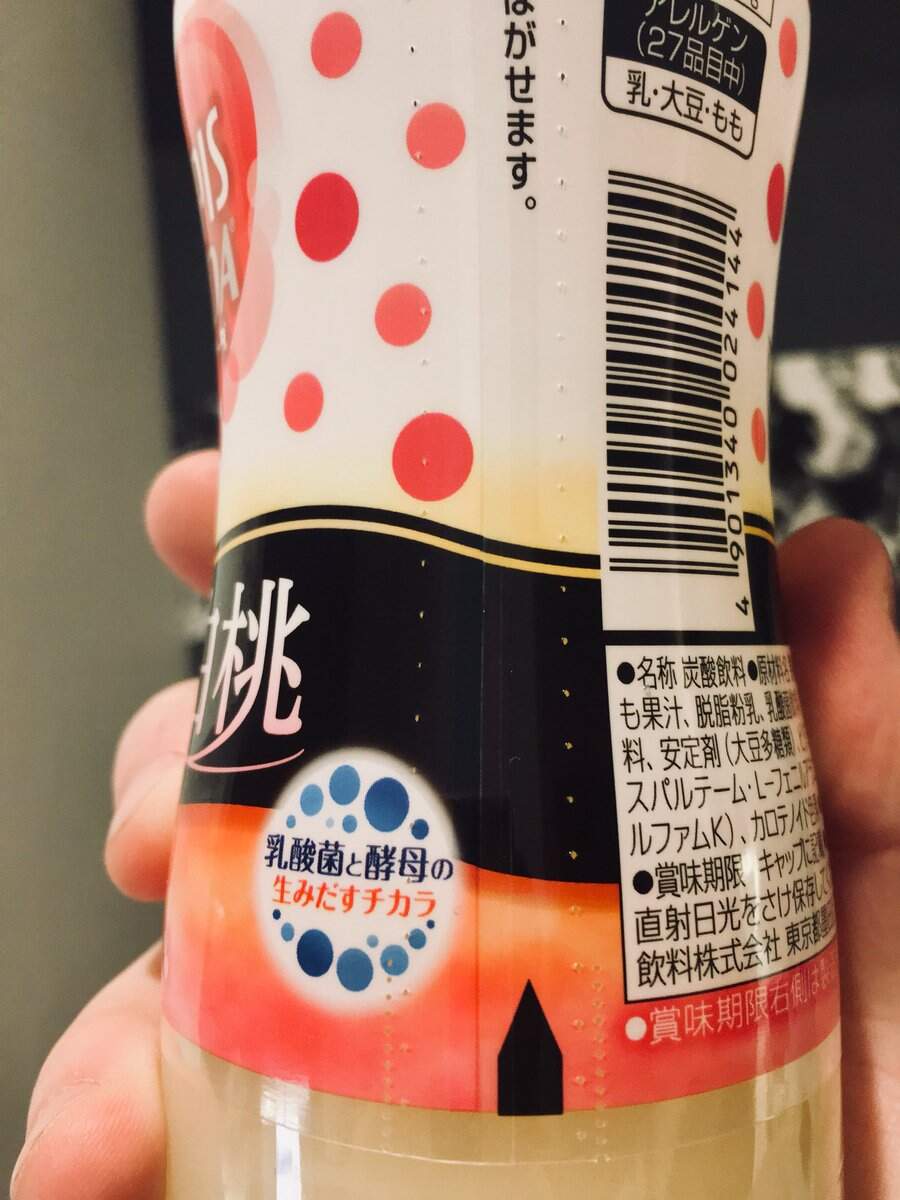 はがせます。
アレルゲン
(27品目中)
乳・大豆・もも
4 901340 024144
桃
乳酸菌と酵母の
生みだすチカラ
●名称 炭酸飲料●原材料名
も果汁、脱脂粉乳、乳酸菌
料、安定剤(大豆多糖類)、
スパルテーム・L-フェニルアラ
ルファムK)、カロテノイド色
●賞味期限 キャップに記載
直射日光をさけ保存して
飲料株式会社 東京都墨
●賞味期限右側は